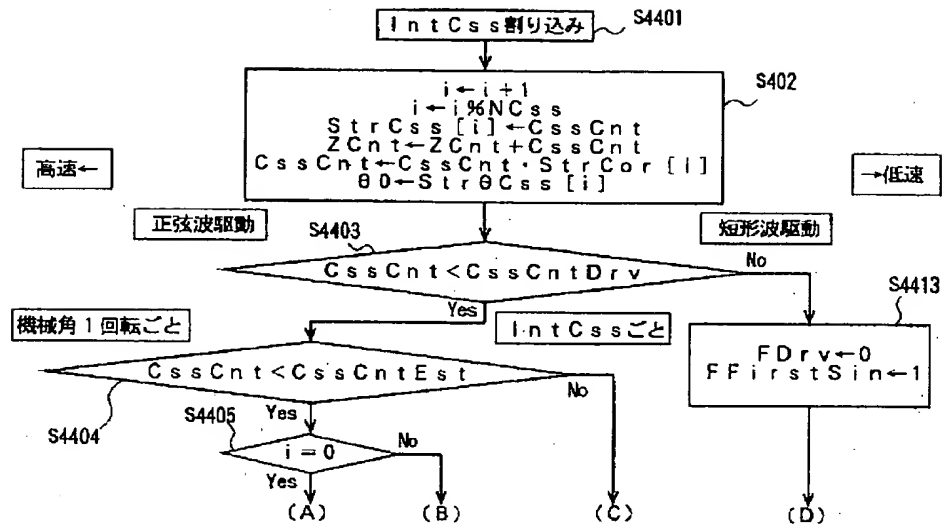 IntCss割り込み
S4401
S402
i←i+1
i←i%NCss
StrCss[i]←CssCnt
ZCnt←ZCnt+CssCnt
CssCnt←CssCnt・StrCor[i]
θ0←StrθCss[i]
高速←
→低速
正弦波駆動
短形波駆動
S4403
CssCnt<CssCntDrv
No
Yes
S4413
機械角1回転ごと
IntCssごと
FDrv←0
FFirstSin←1
CssCnt<CssCntEst
No
S4404
Yes
S4405
i=0
No
Yes
(A)
(B)
(C)
(D)